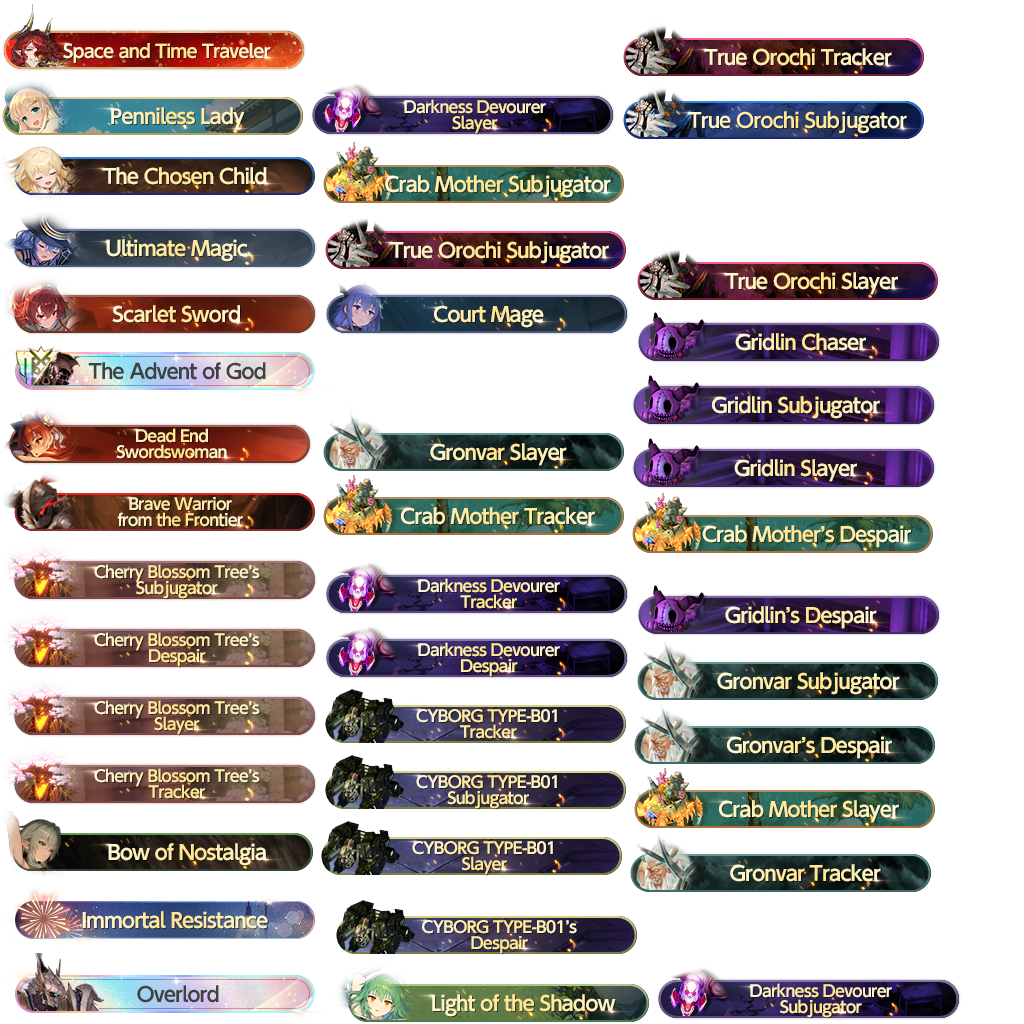 Space and Time Traveler
Penniless Lady
The Chosen Child
Ultimate Magic
Scarlet Sword
The Advent of God
Dead End
Swordswoman
Brave Warrior
from the Frontier
Cherry Blossom Tree's
Subjugator
Cherry Blossom Tree's
Despair
Cherry Blossom Tree's
Slayer
Cherry Blossom Tree's
Tracker
Bow of Nostalgia
Immortal Resistance
Overlord
Darkness Devourer
Slayer
Crab Mother Subjugator
True Orochi Subjugator
Court Mage
Gronvar Slayer
Crab Mother Tracker
Darkness Devourer
Tracker
Darkness Devourer
Despair
CYBORG TYPE-B01
Tracker
CYBORG TYPE-B01
Subjugator
CYBORG TYPE-B01
Slayer
CYBORG TYPE-B01's
Despair
Light of the Shadow
True Orochi Tracker
True Orochi Subjugator
True Orochi Slayer
Gridlin Chaser
Gridlin Subjugator
Gridlin Slayer
Crab Mother's Despair
Gridlin's Despair
Gronvar Subjugator
Gronvar's Despair
Crab Mother Slayer
Gronvar Tracker
Darkness Devourer
Subjugator